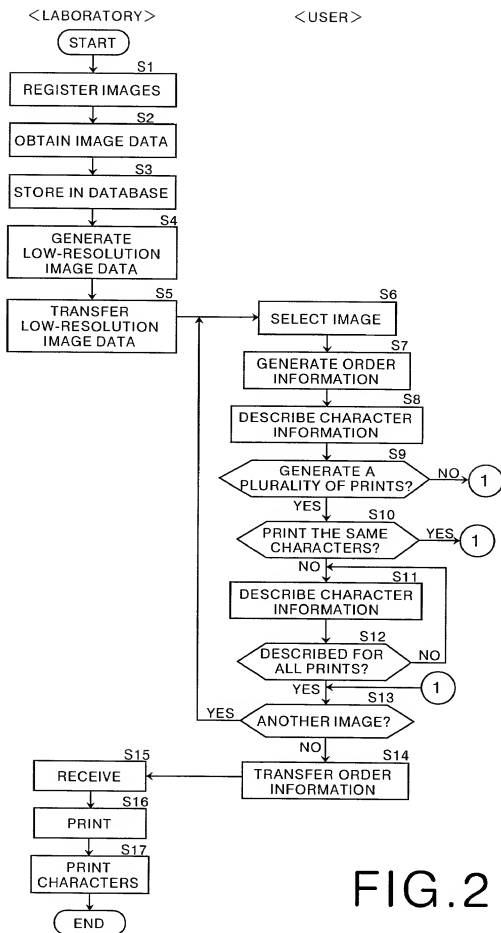 <LABORATORY>
<USER>
START
S1
REGISTER IMAGES
S2
OBTAIN IMAGE DATA
S3
STORE IN DATABASE
S4
GENERATE
LOW-RESOLUTION
IMAGE DATA
S5
TRANSFER
LOW-RESOLUTION
IMAGE DATA
S6
SELECT IMAGE
S7
GENERATE ORDER
INFORMATION
S8
DESCRIBE CHARACTER
INFORMATION
S9
GENERATE A
PLURALITY OF PRINTS?
NO
1
YES
S10
PRINT THE SAME
CHARACTERS?
YES
1
NO
S11
DESCRIBE CHARACTER
INFORMATION
S12
DESCRIBED FOR
ALL PRINTS?
NO
YES
1
S13
YES
ANOTHER IMAGE?
NO
S14
TRANSFER ORDER
INFORMATION
S15
RECEIVE
S16
PRINT
S17
PRINT
CHARACTERS
END
FIG.2